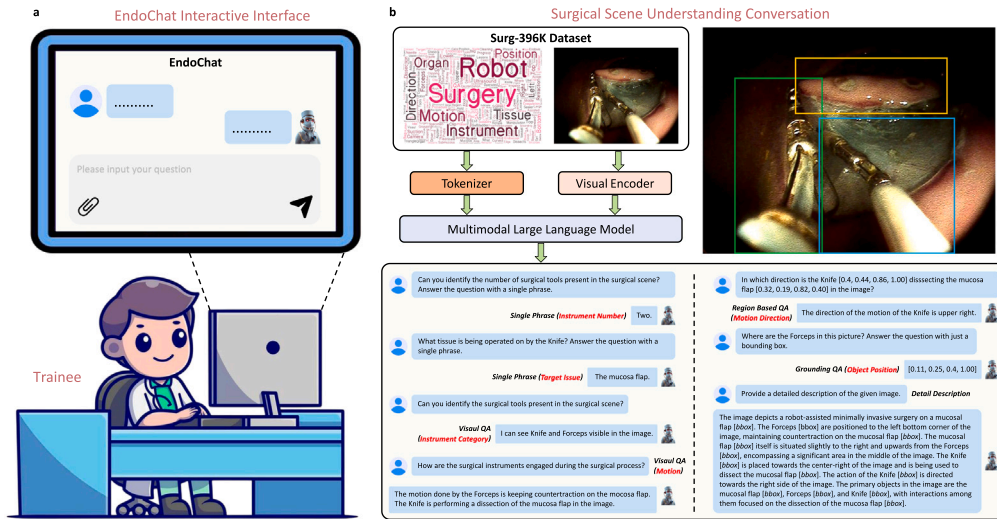 a
EndoChat Interactive Interface
EndoChat
..........
..........
Please input your question
Trainee
b
Surgical Scene Understanding Conversation
Surg-396K Dataset
Organ
Position
Robot
Direction
Surgery
Left
Motion
Tissue
Instrument
Tokenizer
Visual Encoder
Multimodal Large Language Model
Can you identify the number of surgical tools present in the surgical scene?
Answer the question with a single phrase.
Single Phrase (Instrument Number)
Two.
What tissue is being operated on by the Knife? Answer the question with a
single phrase.
Single Phrase (Target Issue)
The mucosa flap.
Can you identify the surgical tools present in the surgical scene?
Visaul QA
(Instrument Category)
I can see Knife and Forceps visible in the image.
How are the surgical instruments engaged during the surgical process?
Visaul QA
(Motion)
The motion done by the Forceps is keeping countertraction on the mocosa flap.
The Knife is performing a dissection of the mucosa flap in the image.
In which direction is the Knife [0.4, 0.44, 0.86, 1.00] disssecting the mucosa
flap [0.32, 0.19, 0.82, 0.40] in the image?
Region Based QA
(Motion Direction)
The direction of the motion of the Knife is upper right.
Where are the Forceps in this picture? Answer the question with just a
bounding box.
Grounding QA (Object Position)
[0.11, 0.25, 0.4, 1.00]
Provide a detailed description of the given image.
Detail Description
The image depicts a robot-assisted minimally invasive surgery on a mucosal
flap [bbox]. The Forceps [bbox] are positioned to the left bottom corner of the
image, maintaining countertraction on the mucosal flap [bbox]. The mucosal
flap [bbox] itself is situated slightly to the right and upwards from the Forceps
[bbox], encompassing a significant area in the middle of the image. The Knife
[bbox] is placed towards the center-right of the image and is being used to
dissect the mucosal flap [bbox]. The action of the Knife [bbox] is directed
towards the right side of the image. The primary objects in the image are the
mucosal flap [bbox], Forceps [bbox], and Knife [bbox], with interactions among
them focused on the dissection of the mucosa flap [bbox].